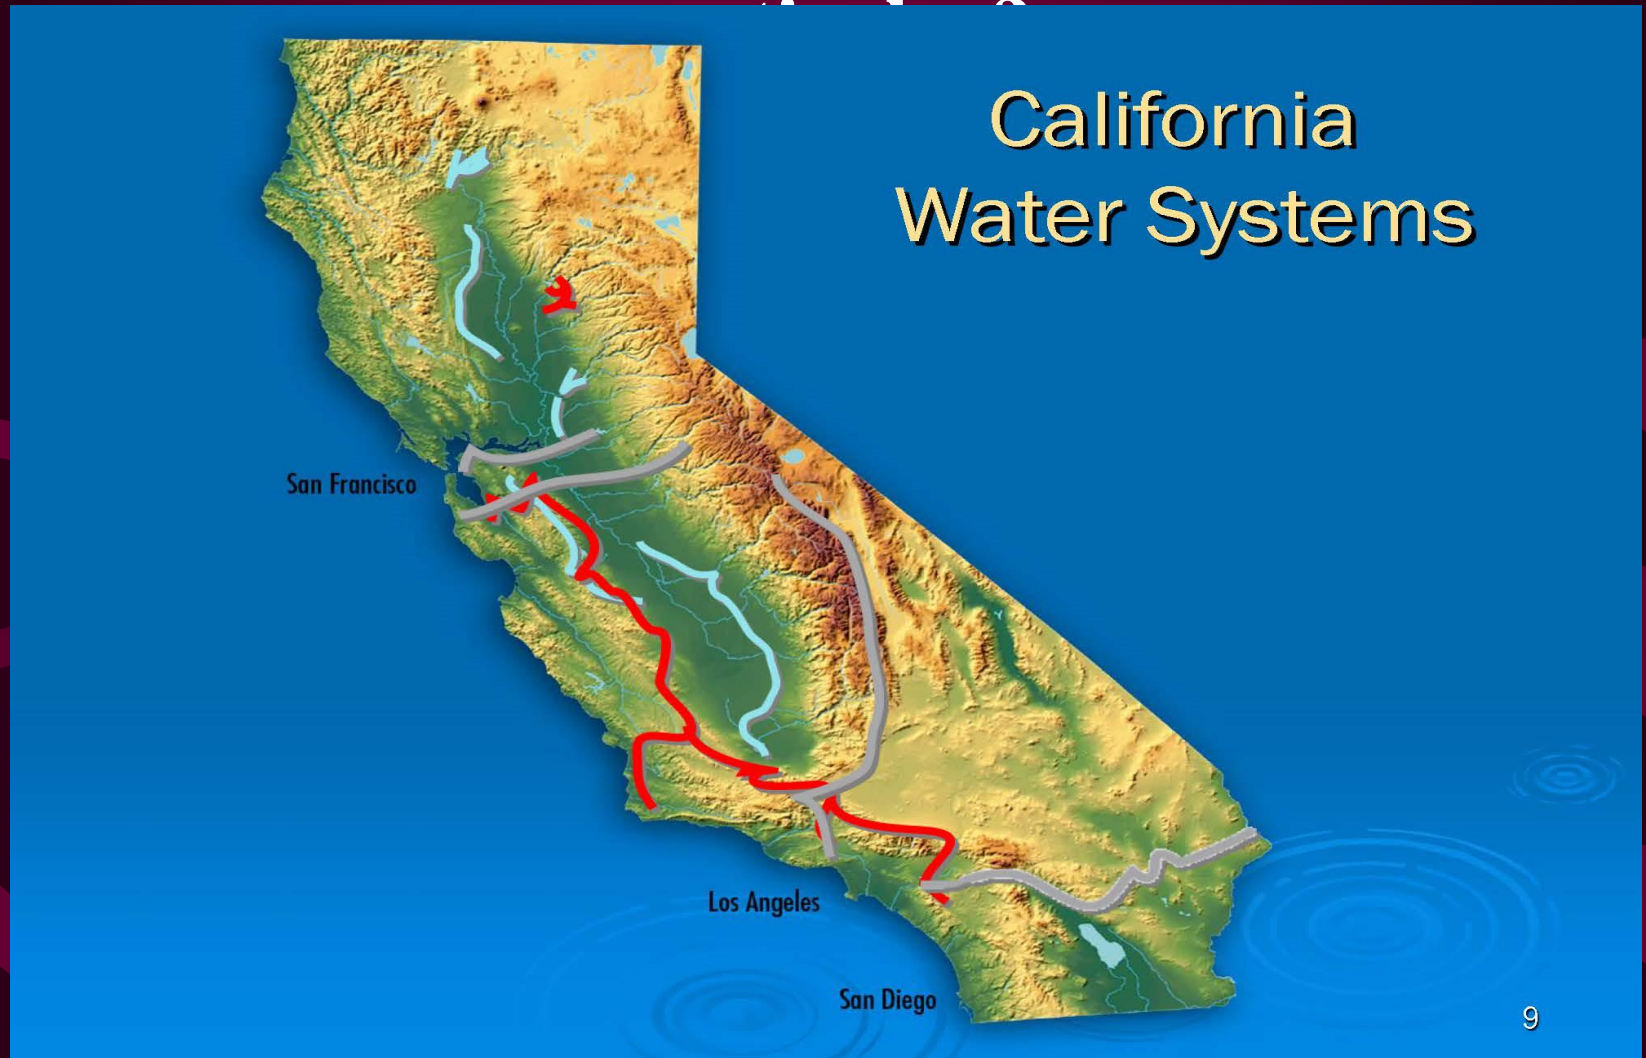 California
Water Systems
San Francisco
Los Angeles
San Diego
9